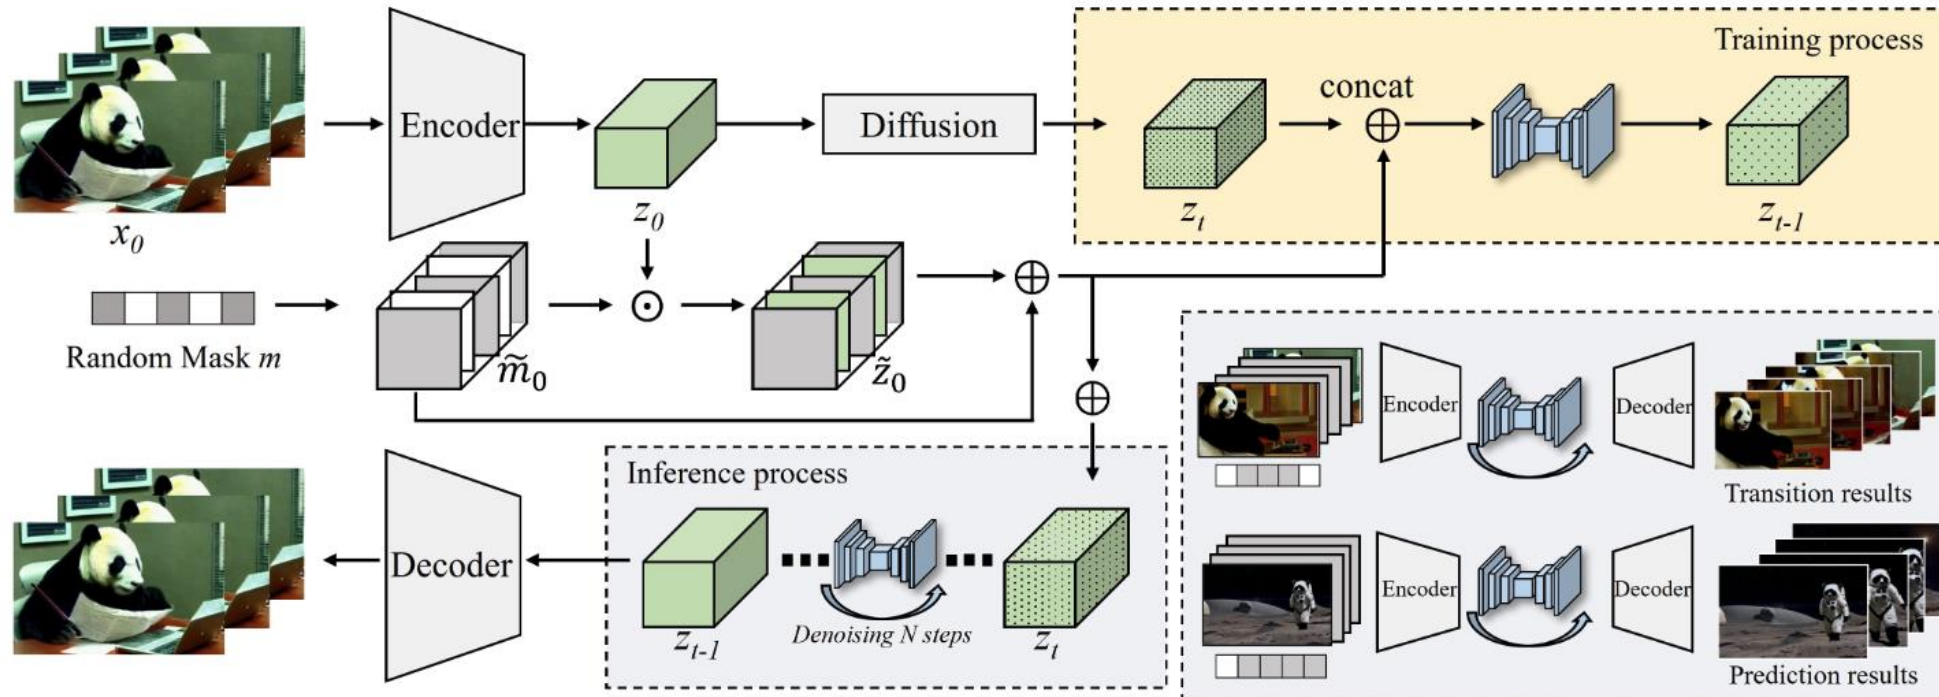 Training process
concat
Encoder
Diffusion
x₀
z₀
zₜ
zₜ₋₁
Random Mask m
m̃₀
z̃₀
Inference process
Decoder
zₜ₋₁
Denoising N steps
zₜ
Encoder
Decoder
Transition results
Encoder
Decoder
Prediction results